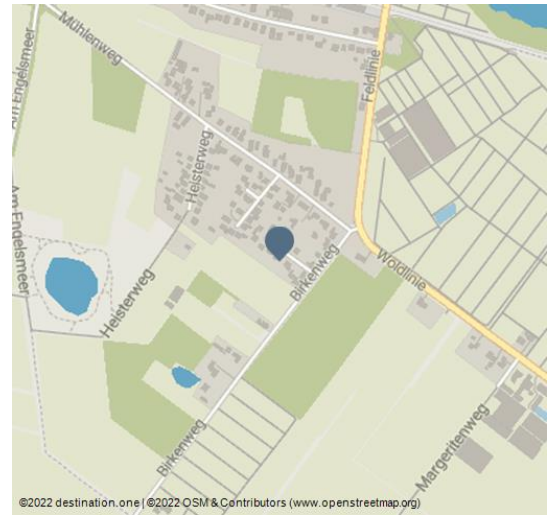 Mühlenweg
Am Engelsmeer
Feldlinie
Heisterweg
Am Engelsmeer
Woldlinie
Birkenweg
Heisterweg
Birkenweg
Margeritenweg
©2022 destination.one | ©2022 OSM & Contributors (www.openstreetmap.org)